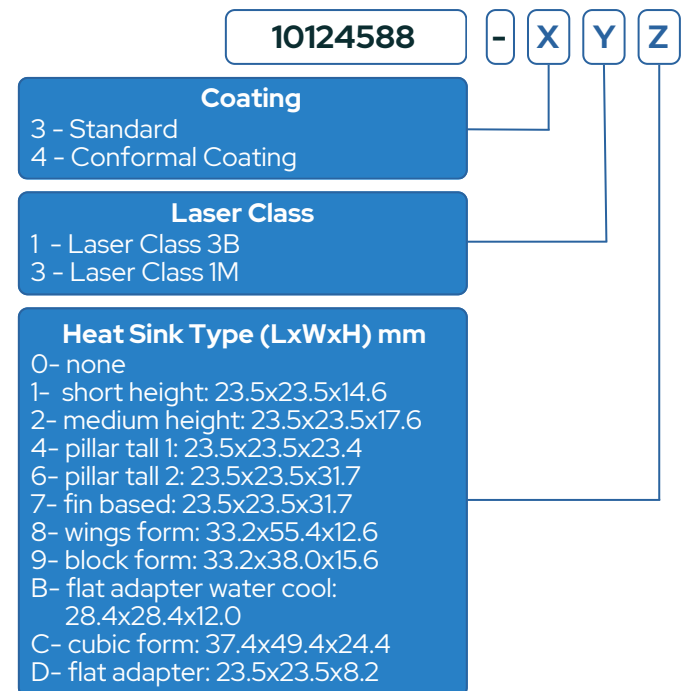 10124588 - X Y Z
Coating
3 - Standard
4 - Conformal Coating
Laser Class
1 - Laser Class 3B
3 - Laser Class 1M
Heat Sink Type (LxWxH) mm
0- none
1- short height: 23.5x23.5x14.6
2- medium height: 23.5x23.5x17.6
4- pillar tall 1: 23.5x23.5x23.4
6- pillar tall 2: 23.5x23.5x31.7
7- fin based: 23.5x23.5x31.7
8- wings form: 33.2x55.4x12.6
9- block form: 33.2x38.0x15.6
B- flat adapter water cool:
28.4x28.4x12.0
C- cubic form: 37.4x49.4x24.4
D- flat adapter: 23.5x23.5x8.2